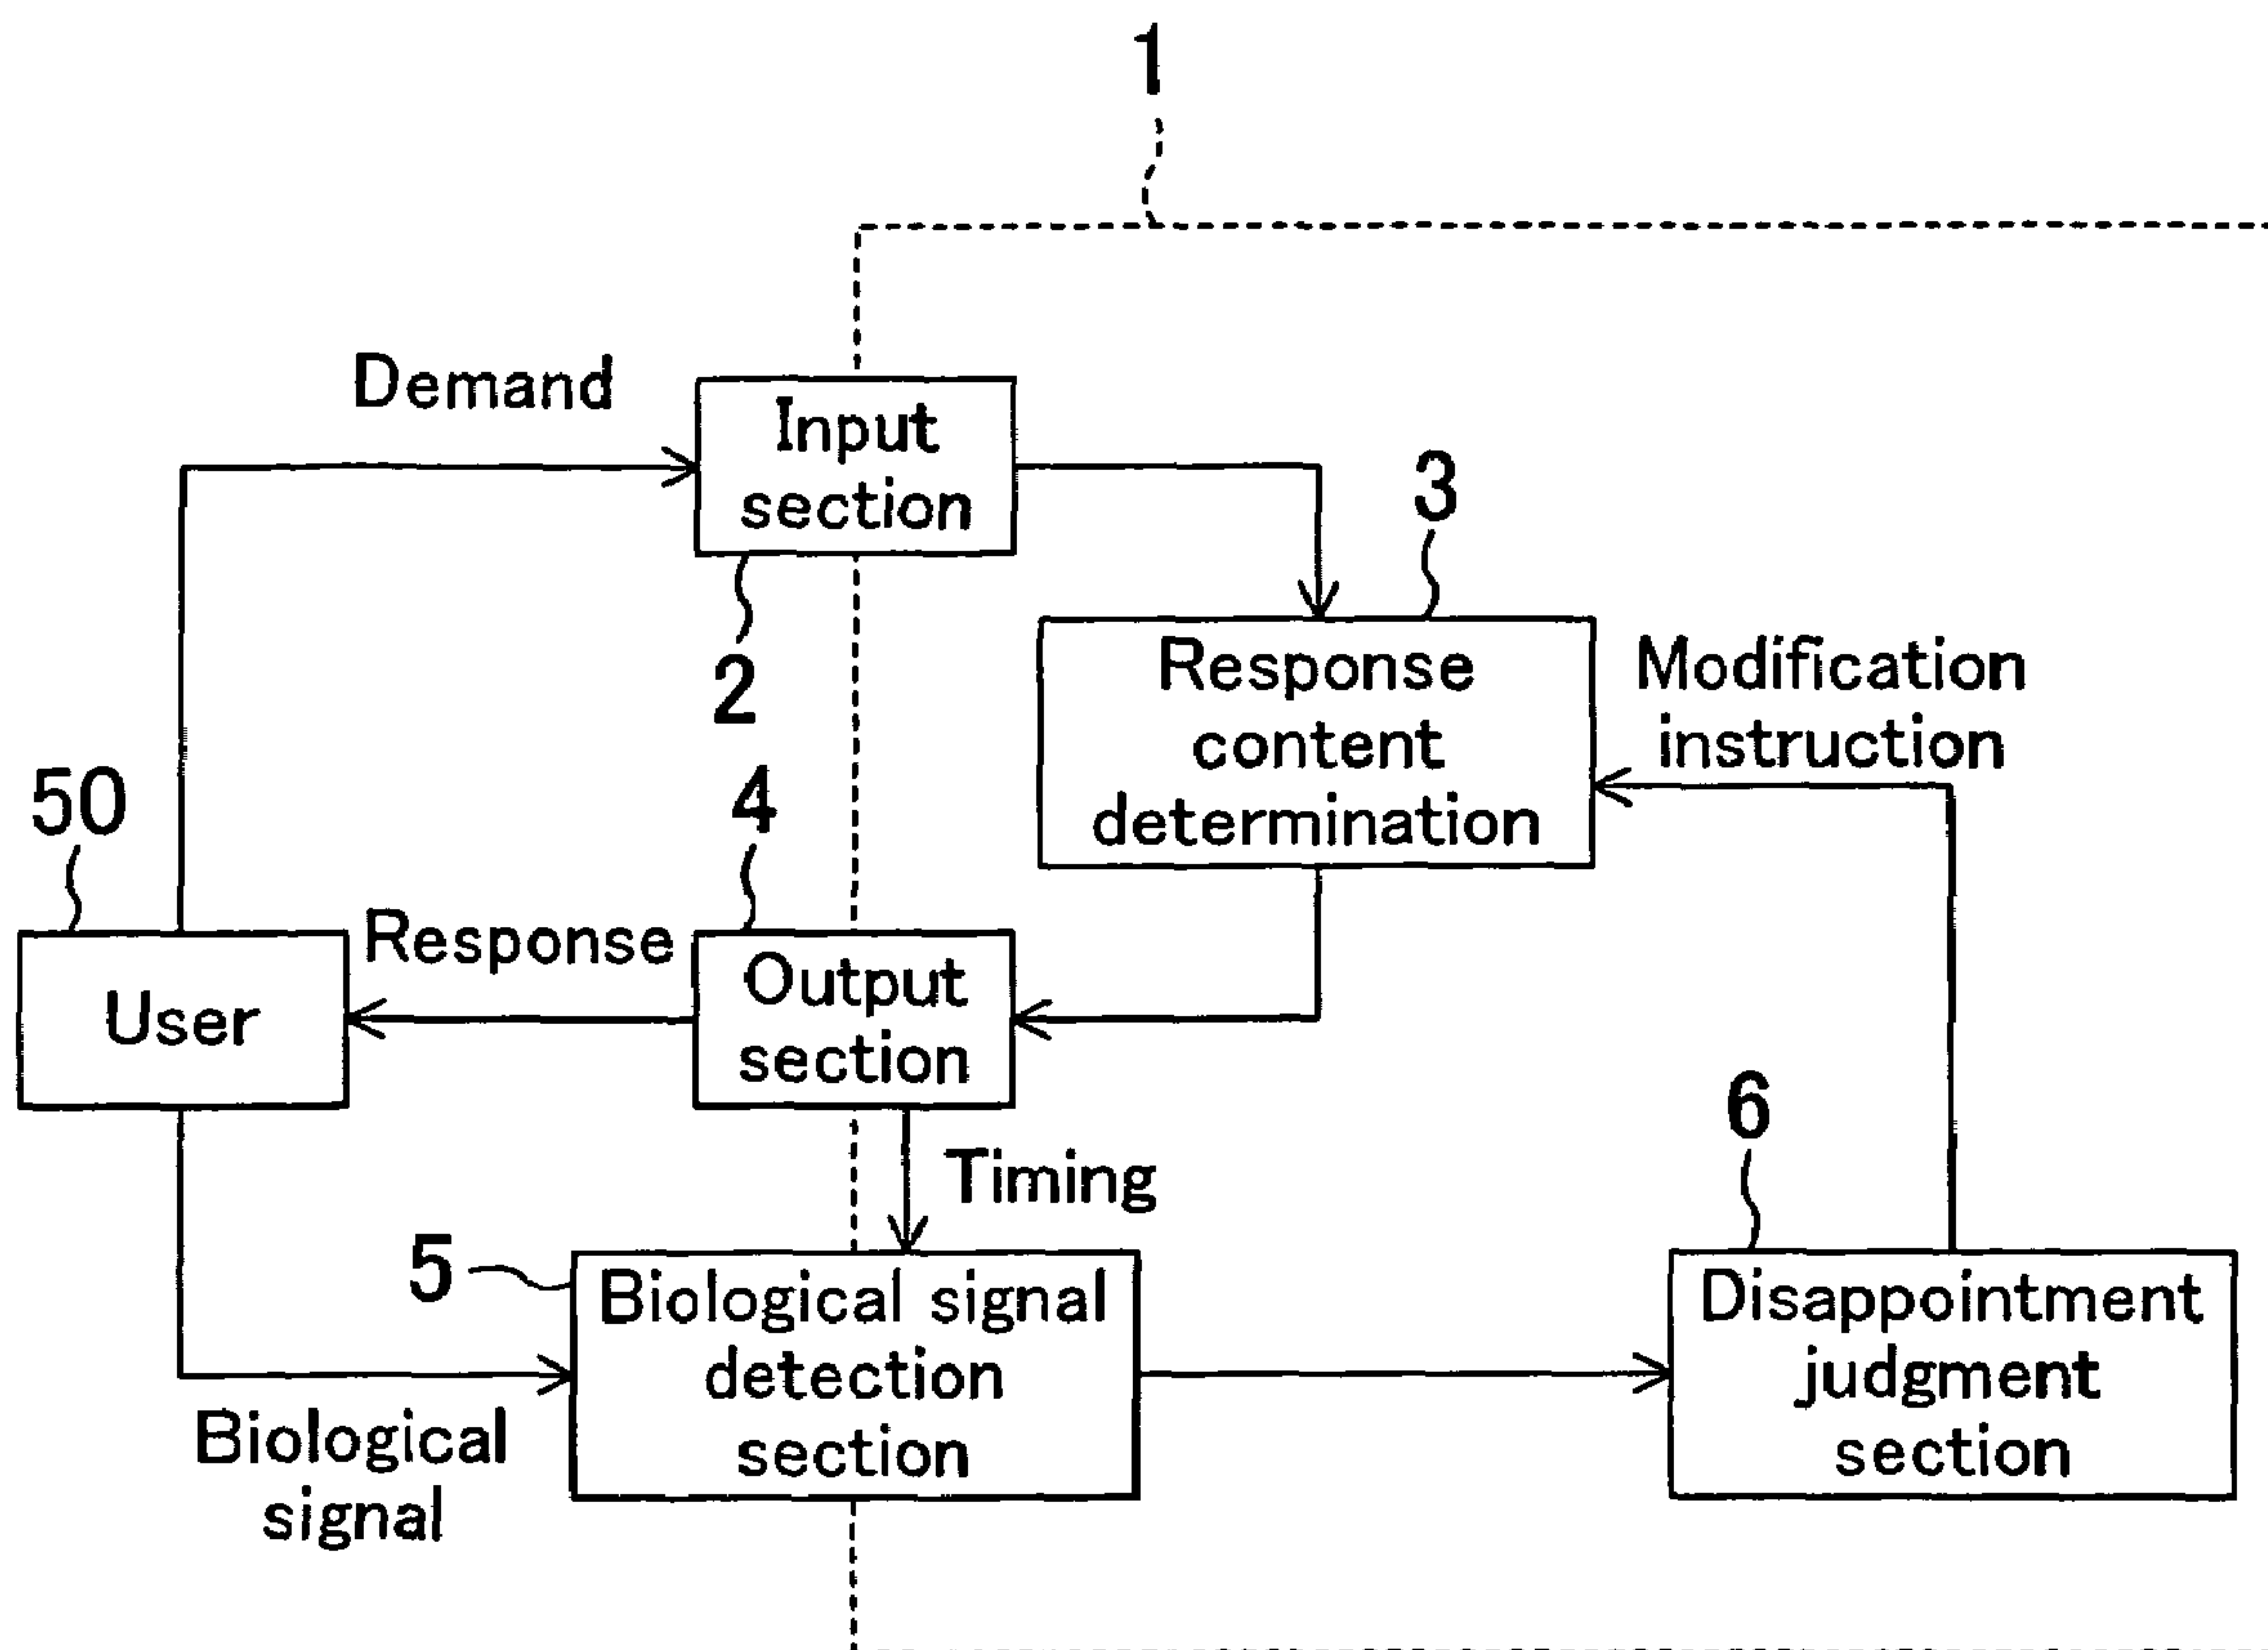 1
Demand
Input
section
2
3
Response
content
determination
Modification
instruction
50
User
4
Response
Output
section
Timing
5
Biological signal
detection
section
Biological
signal
6
Disappointment
judgment
section